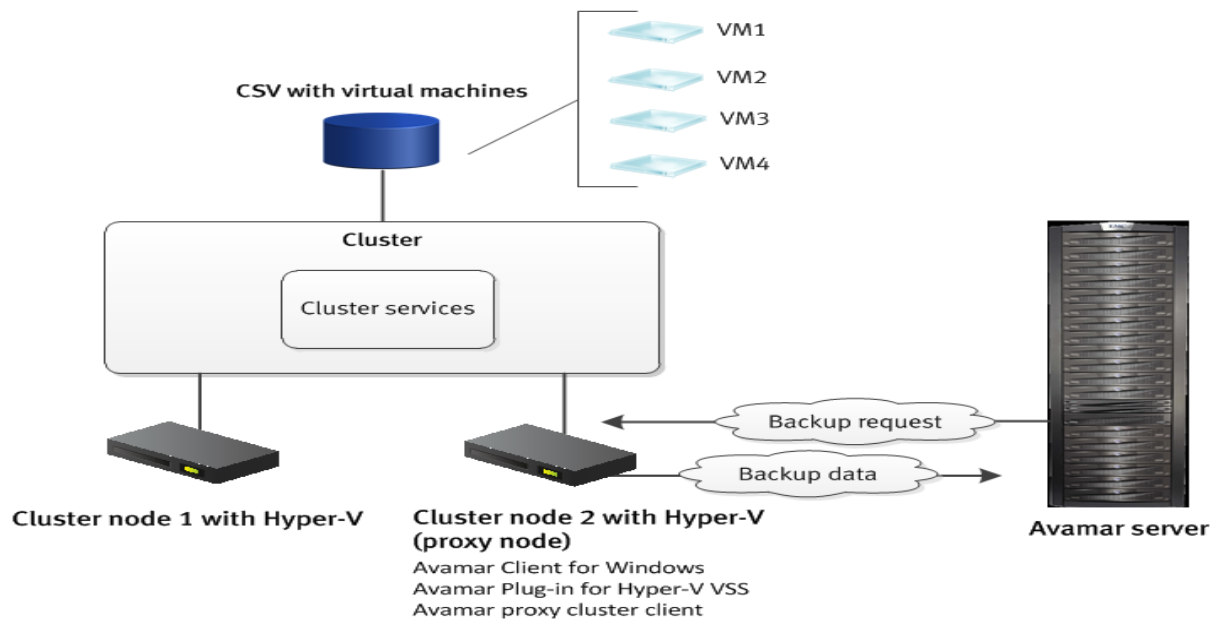 VM1
VM2
CSV with virtual machines
VM3
VM4
Cluster
Cluster services
Backup request
Backup data
Cluster node 1 with Hyper-V
Cluster node 2 with Hyper-V
(proxy node)
Avamar Client for Windows
Avamar Plug-in for Hyper-V VSS
Avamar proxy cluster client
Avamar server